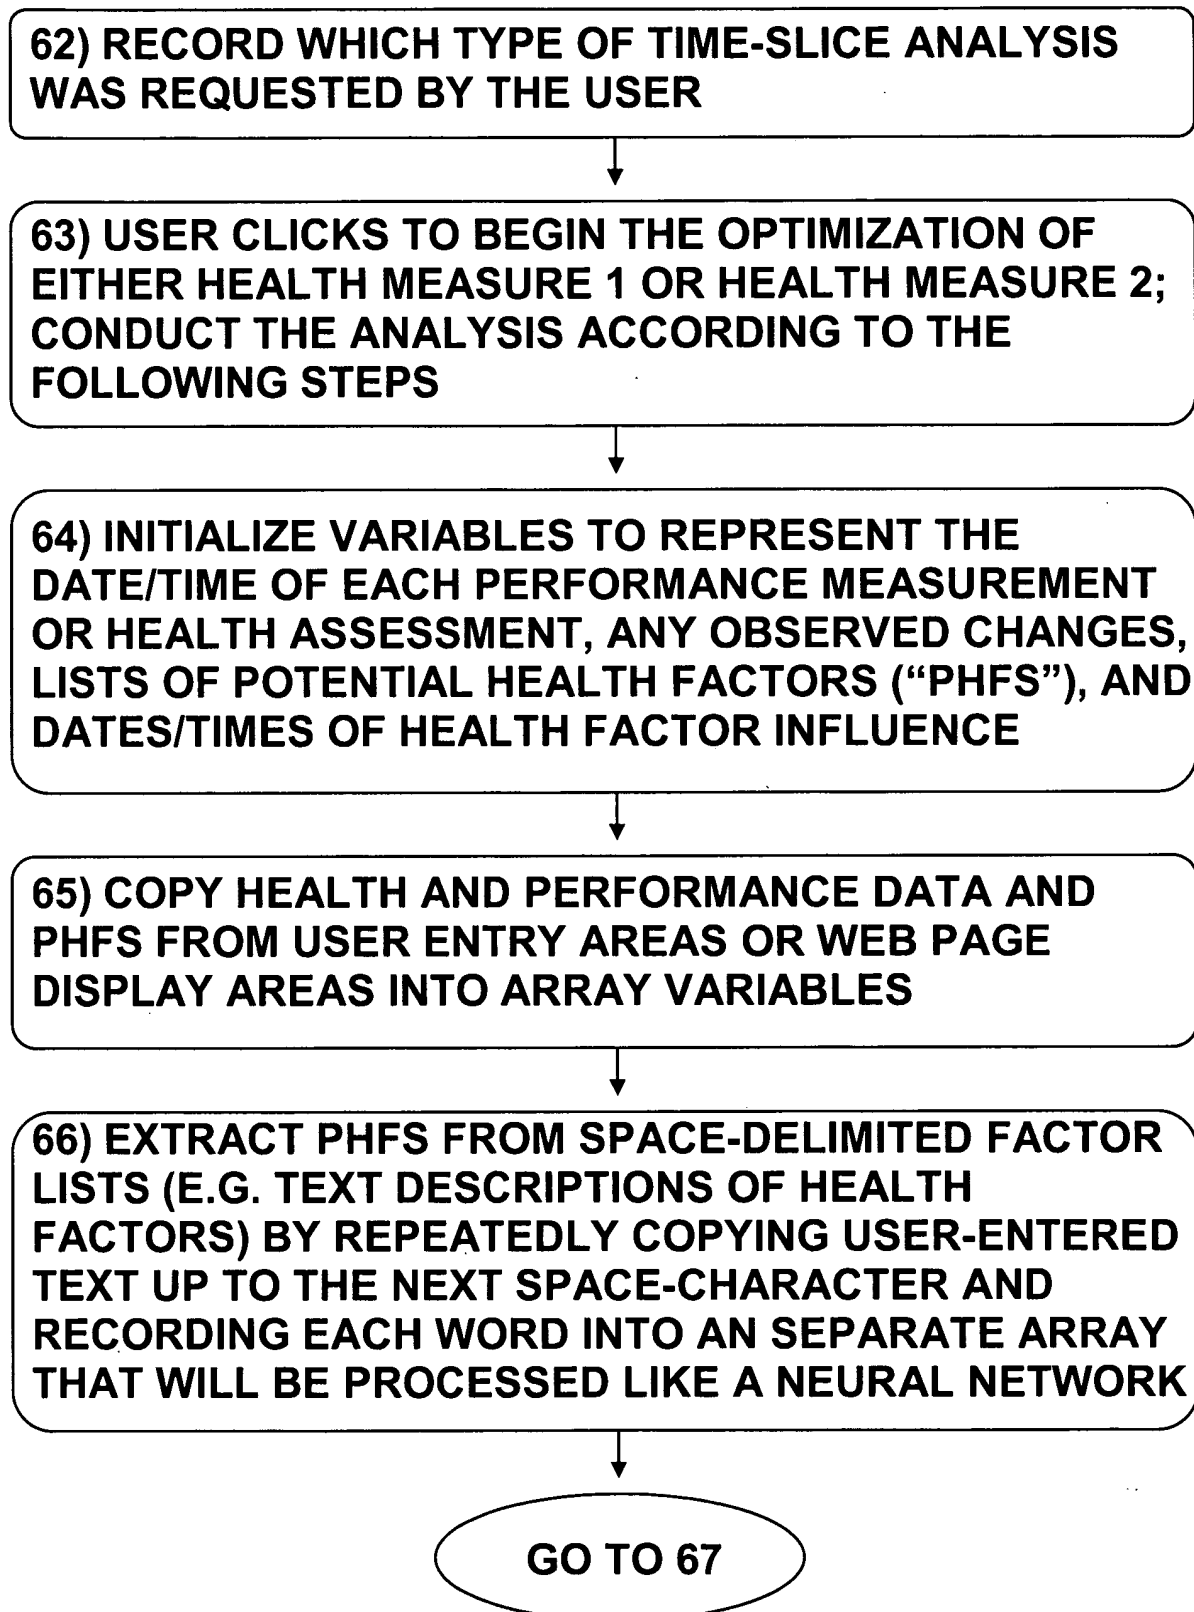 62) RECORD WHICH TYPE OF TIME-SLICE ANALYSIS
WAS REQUESTED BY THE USER
63) USER CLICKS TO BEGIN THE OPTIMIZATION OF
EITHER HEALTH MEASURE 1 OR HEALTH MEASURE 2;
CONDUCT THE ANALYSIS ACCORDING TO THE
FOLLOWING STEPS
64) INITIALIZE VARIABLES TO REPRESENT THE
DATE/TIME OF EACH PERFORMANCE MEASUREMENT
OR HEALTH ASSESSMENT, ANY OBSERVED CHANGES,
LISTS OF POTENTIAL HEALTH FACTORS (“PHFS”), AND
DATES/TIMES OF HEALTH FACTOR INFLUENCE
65) COPY HEALTH AND PERFORMANCE DATA AND
PHFS FROM USER ENTRY AREAS OR WEB PAGE
DISPLAY AREAS INTO ARRAY VARIABLES
66) EXTRACT PHFS FROM SPACE-DELIMITED FACTOR
LISTS (E.G. TEXT DESCRIPTIONS OF HEALTH
FACTORS) BY REPEATEDLY COPYING USER-ENTERED
TEXT UP TO THE NEXT SPACE-CHARACTER AND
RECORDING EACH WORD INTO AN SEPARATE ARRAY
THAT WILL BE PROCESSED LIKE A NEURAL NETWORK
GO TO 67